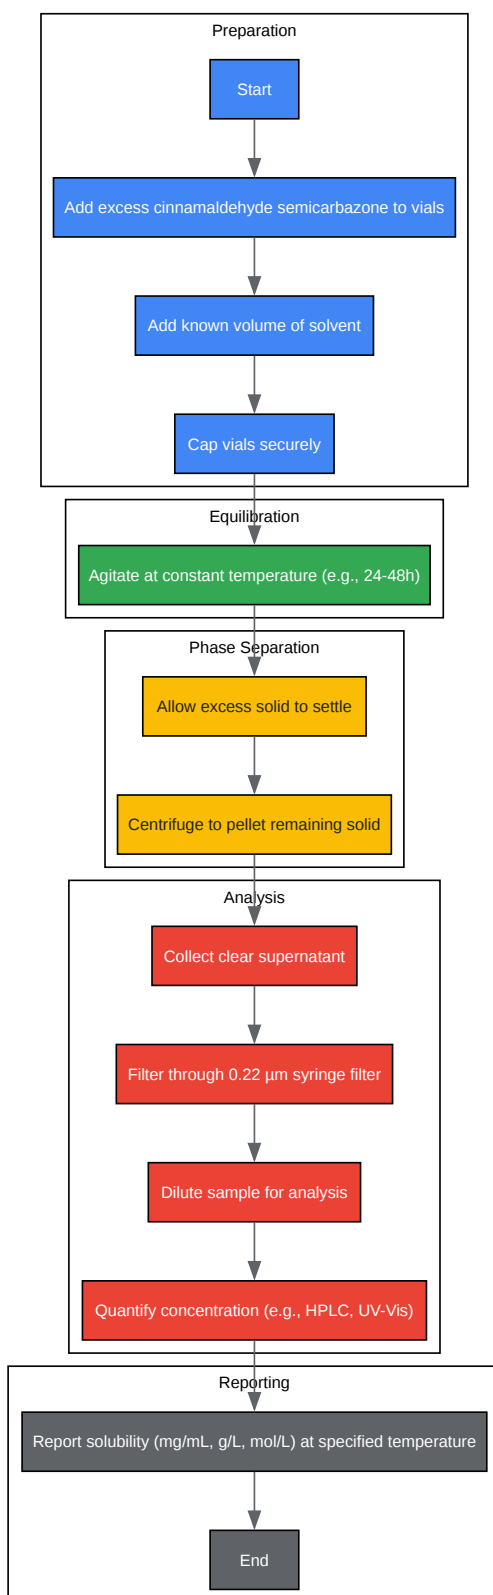 Preparation
Start
Add excess cinnamaldehyde semicarbazone to vials
Add known volume of solvent
Cap vials securely
Equilibration
Agitate at constant temperature (e.g., 24-48h)
Phase Separation
Allow excess solid to settle
Centrifuge to pellet remaining solid
Analysis
Collect clear supernatant
Filter through 0.22 µm syringe filter
Dilute sample for analysis
Quantify concentration (e.g., HPLC, UV-Vis)
Reporting
Report solubility (mg/mL, g/L, mol/L) at specified temperature
End